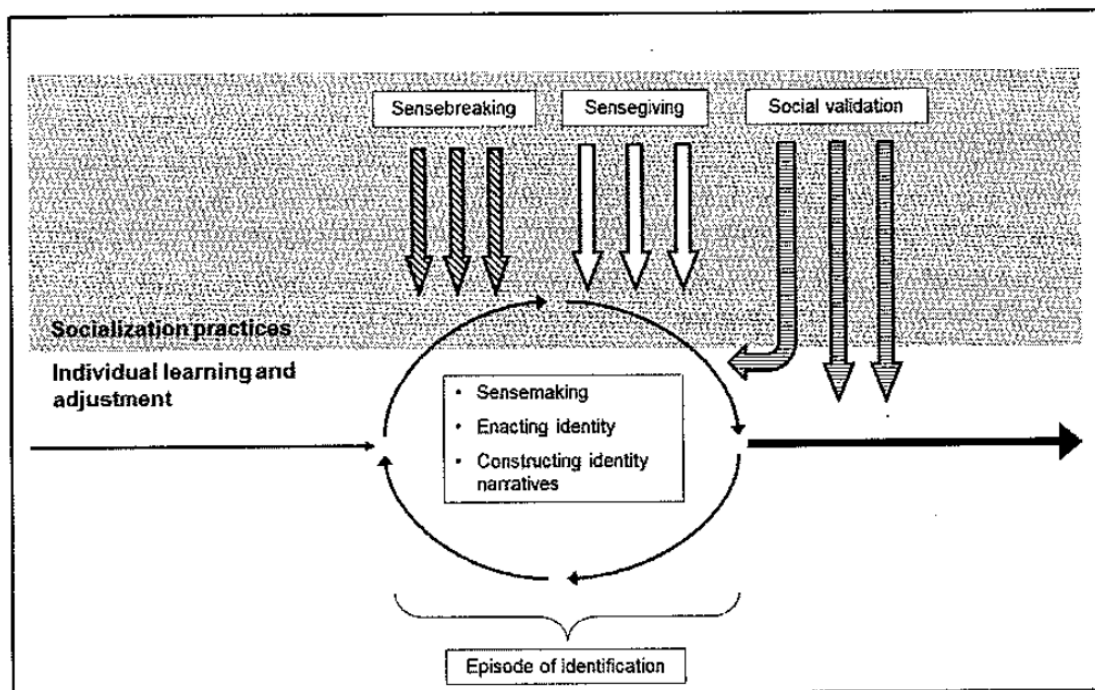 Sensebreaking
Sensegiving
Social validation
Socialization practices
Individual learning and
adjustment
• Sensemaking
• Enacting identity
• Constructing identity
narratives
Episode of identification